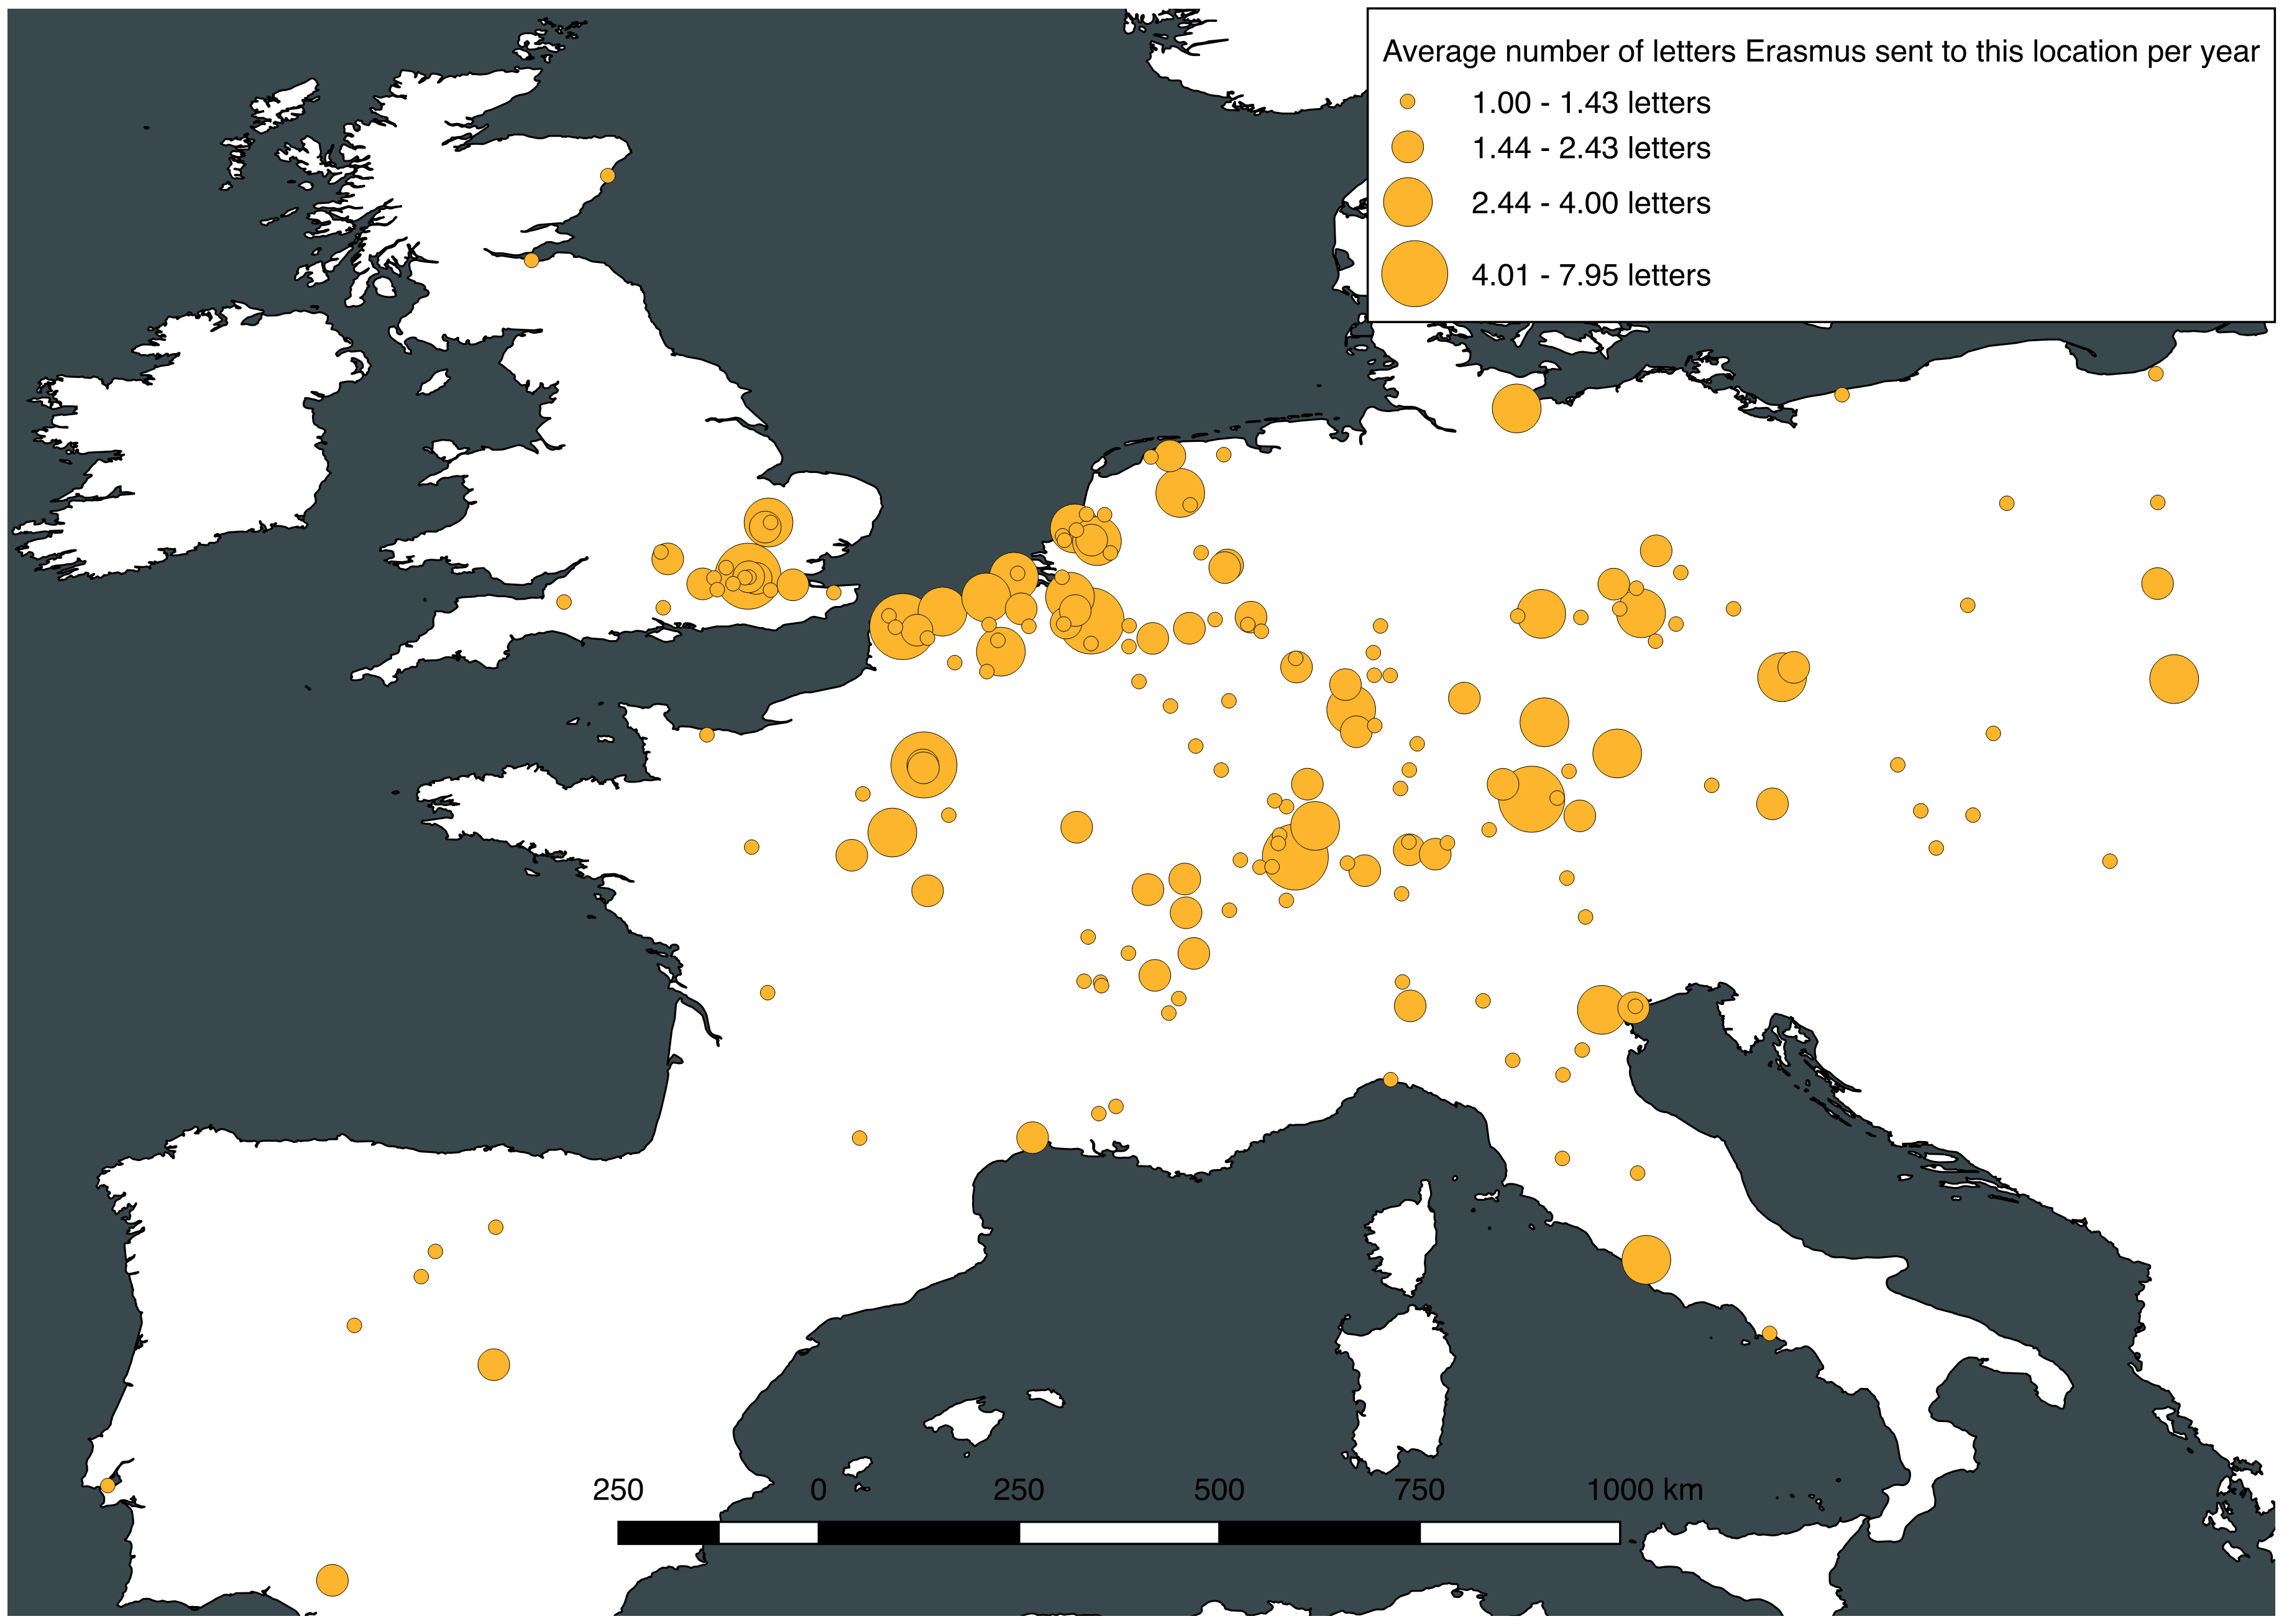 Average number of letters Erasmus sent to this location per year
1.00 - 1.43 letters
1.44 - 2.43 letters
2.44 - 4.00 letters
4.01 - 7.95 letters
250 0 250 500 750 1000 km